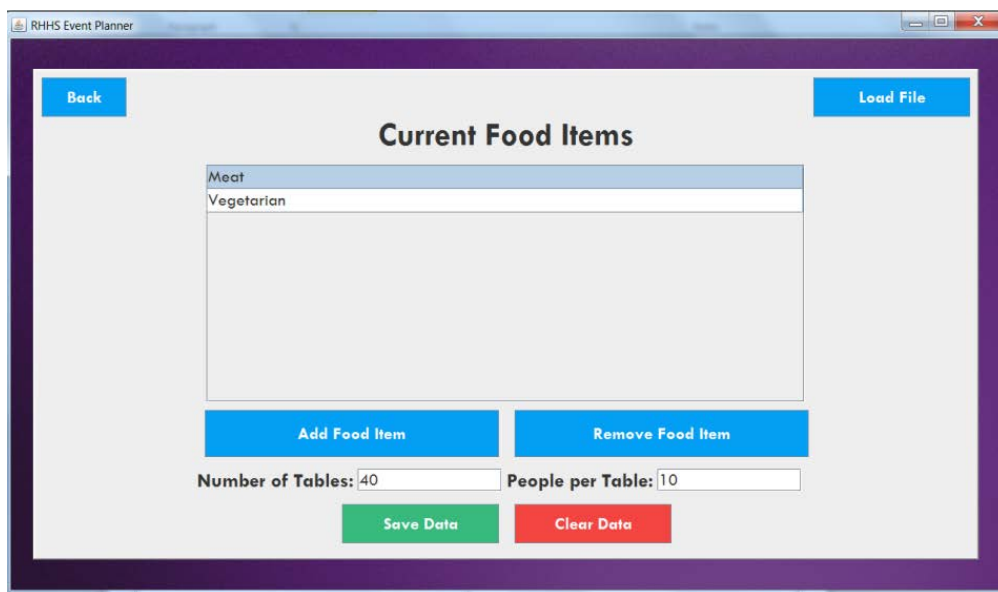 RHHS Event Planner
Back
Load File
Current Food Items
Meat
Vegetarian
Add Food Item
Remove Food Item
Number of Tables: 40
People per Table: 10
Save Data
Clear Data